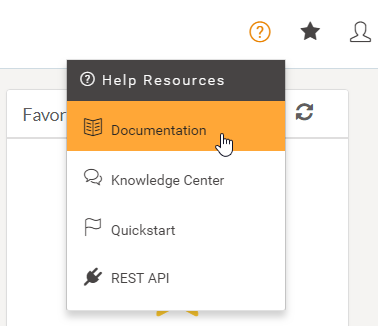 Help Resources
Favor
Documentation
Knowledge Center
Quickstart
REST API